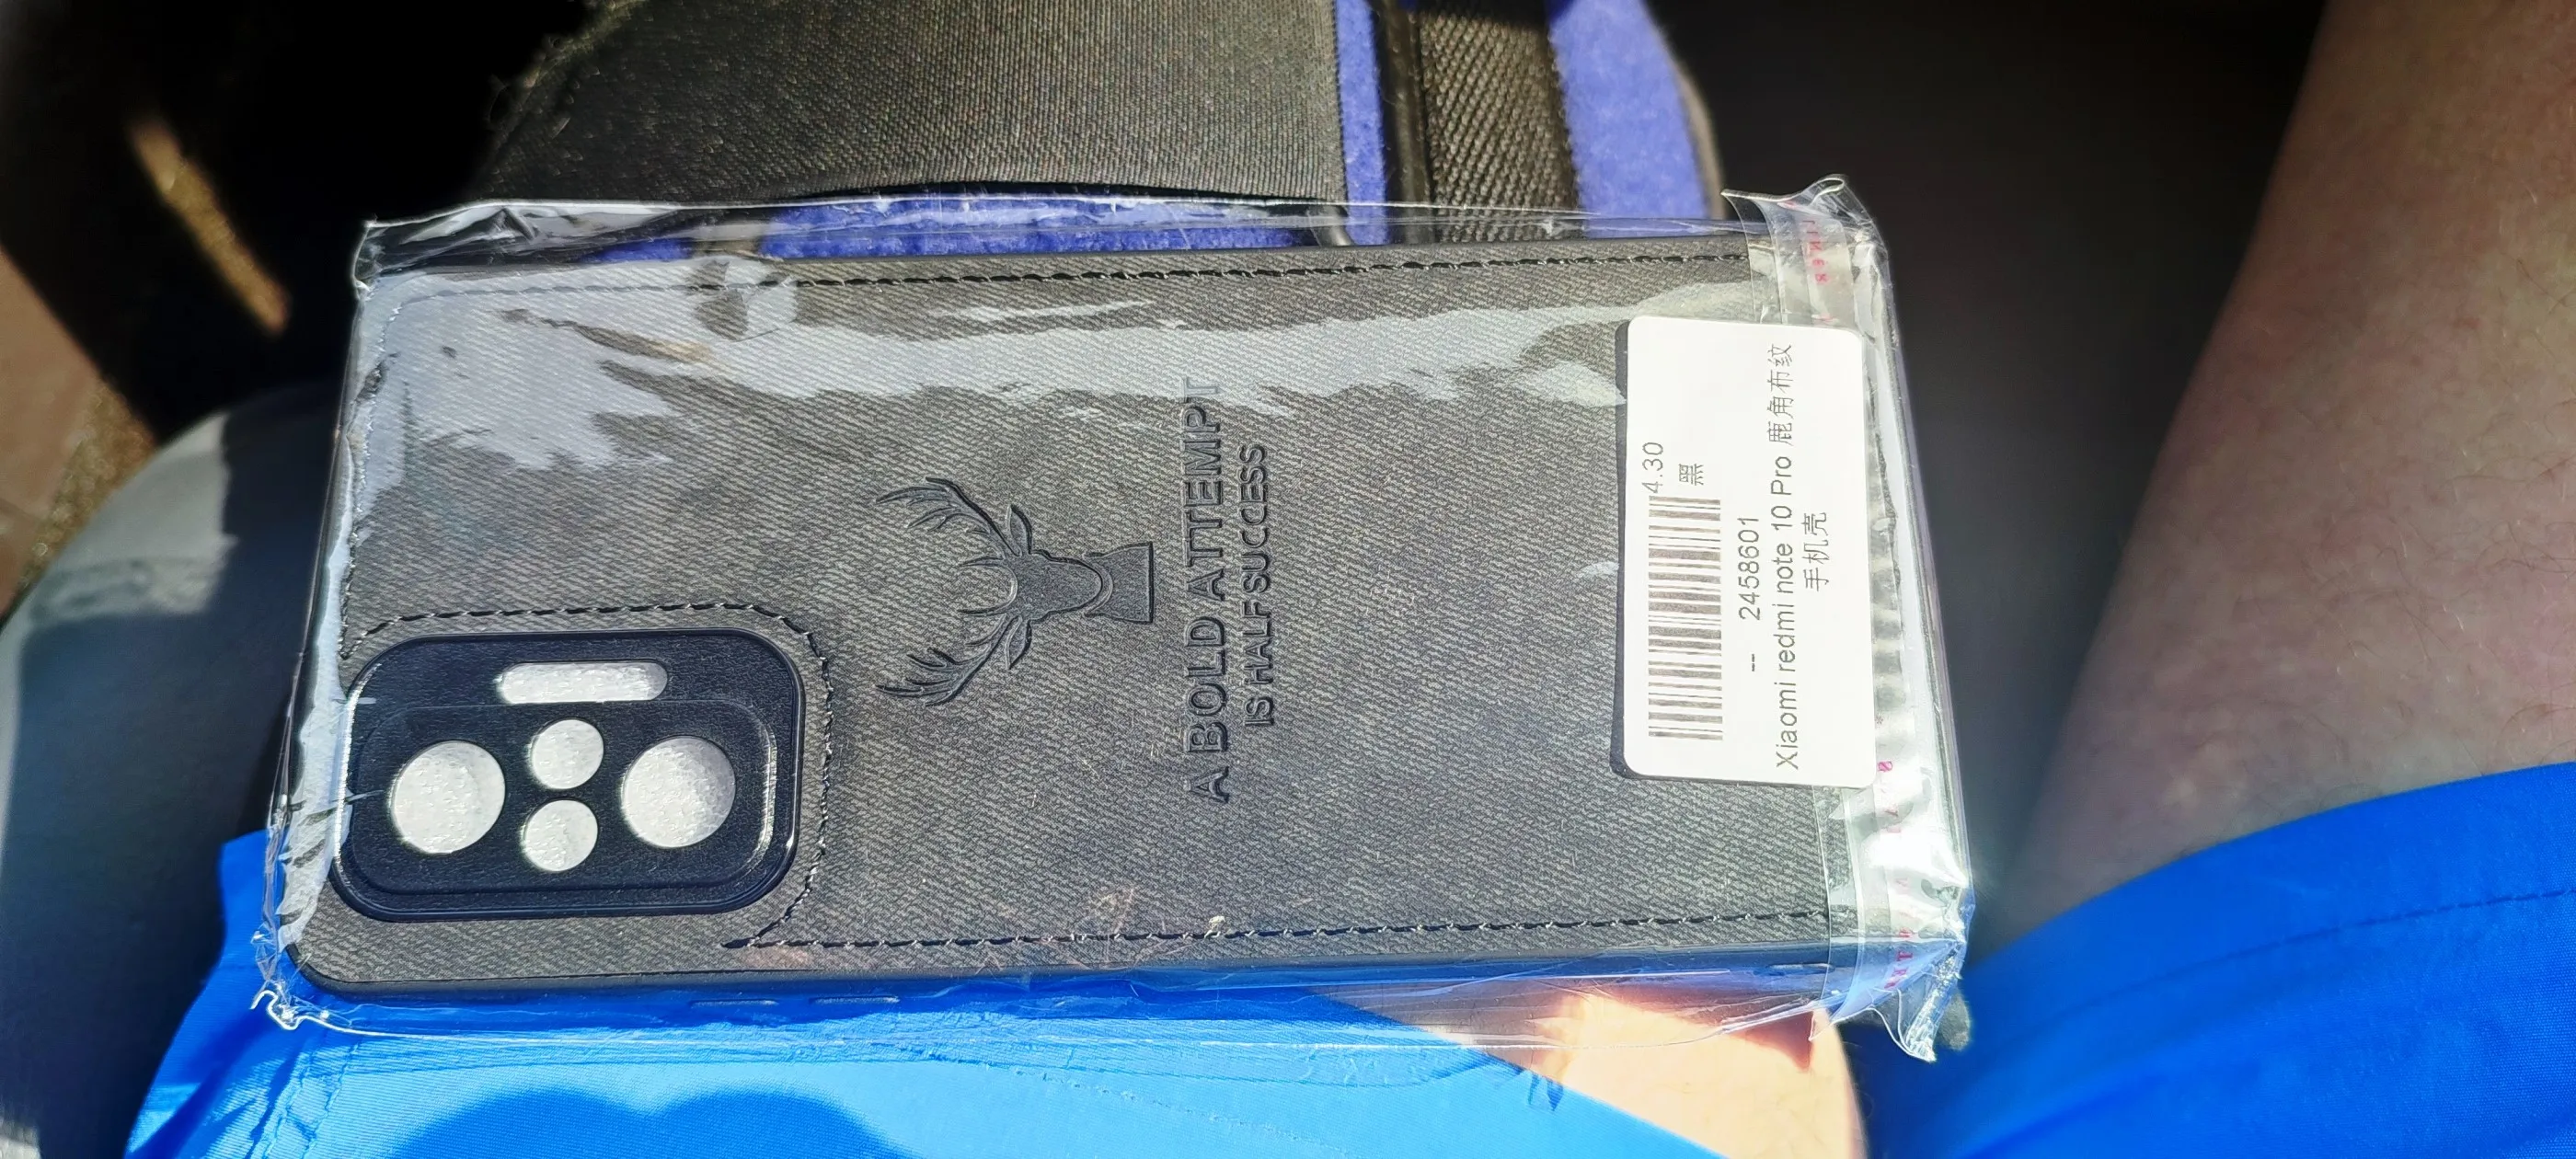 A BOLD ATTEMPT
IS HALF SUCCESS
4.30
黑
-- 2458601
Xiaomi redmi note 10 Pro 鹿角布纹
手机壳